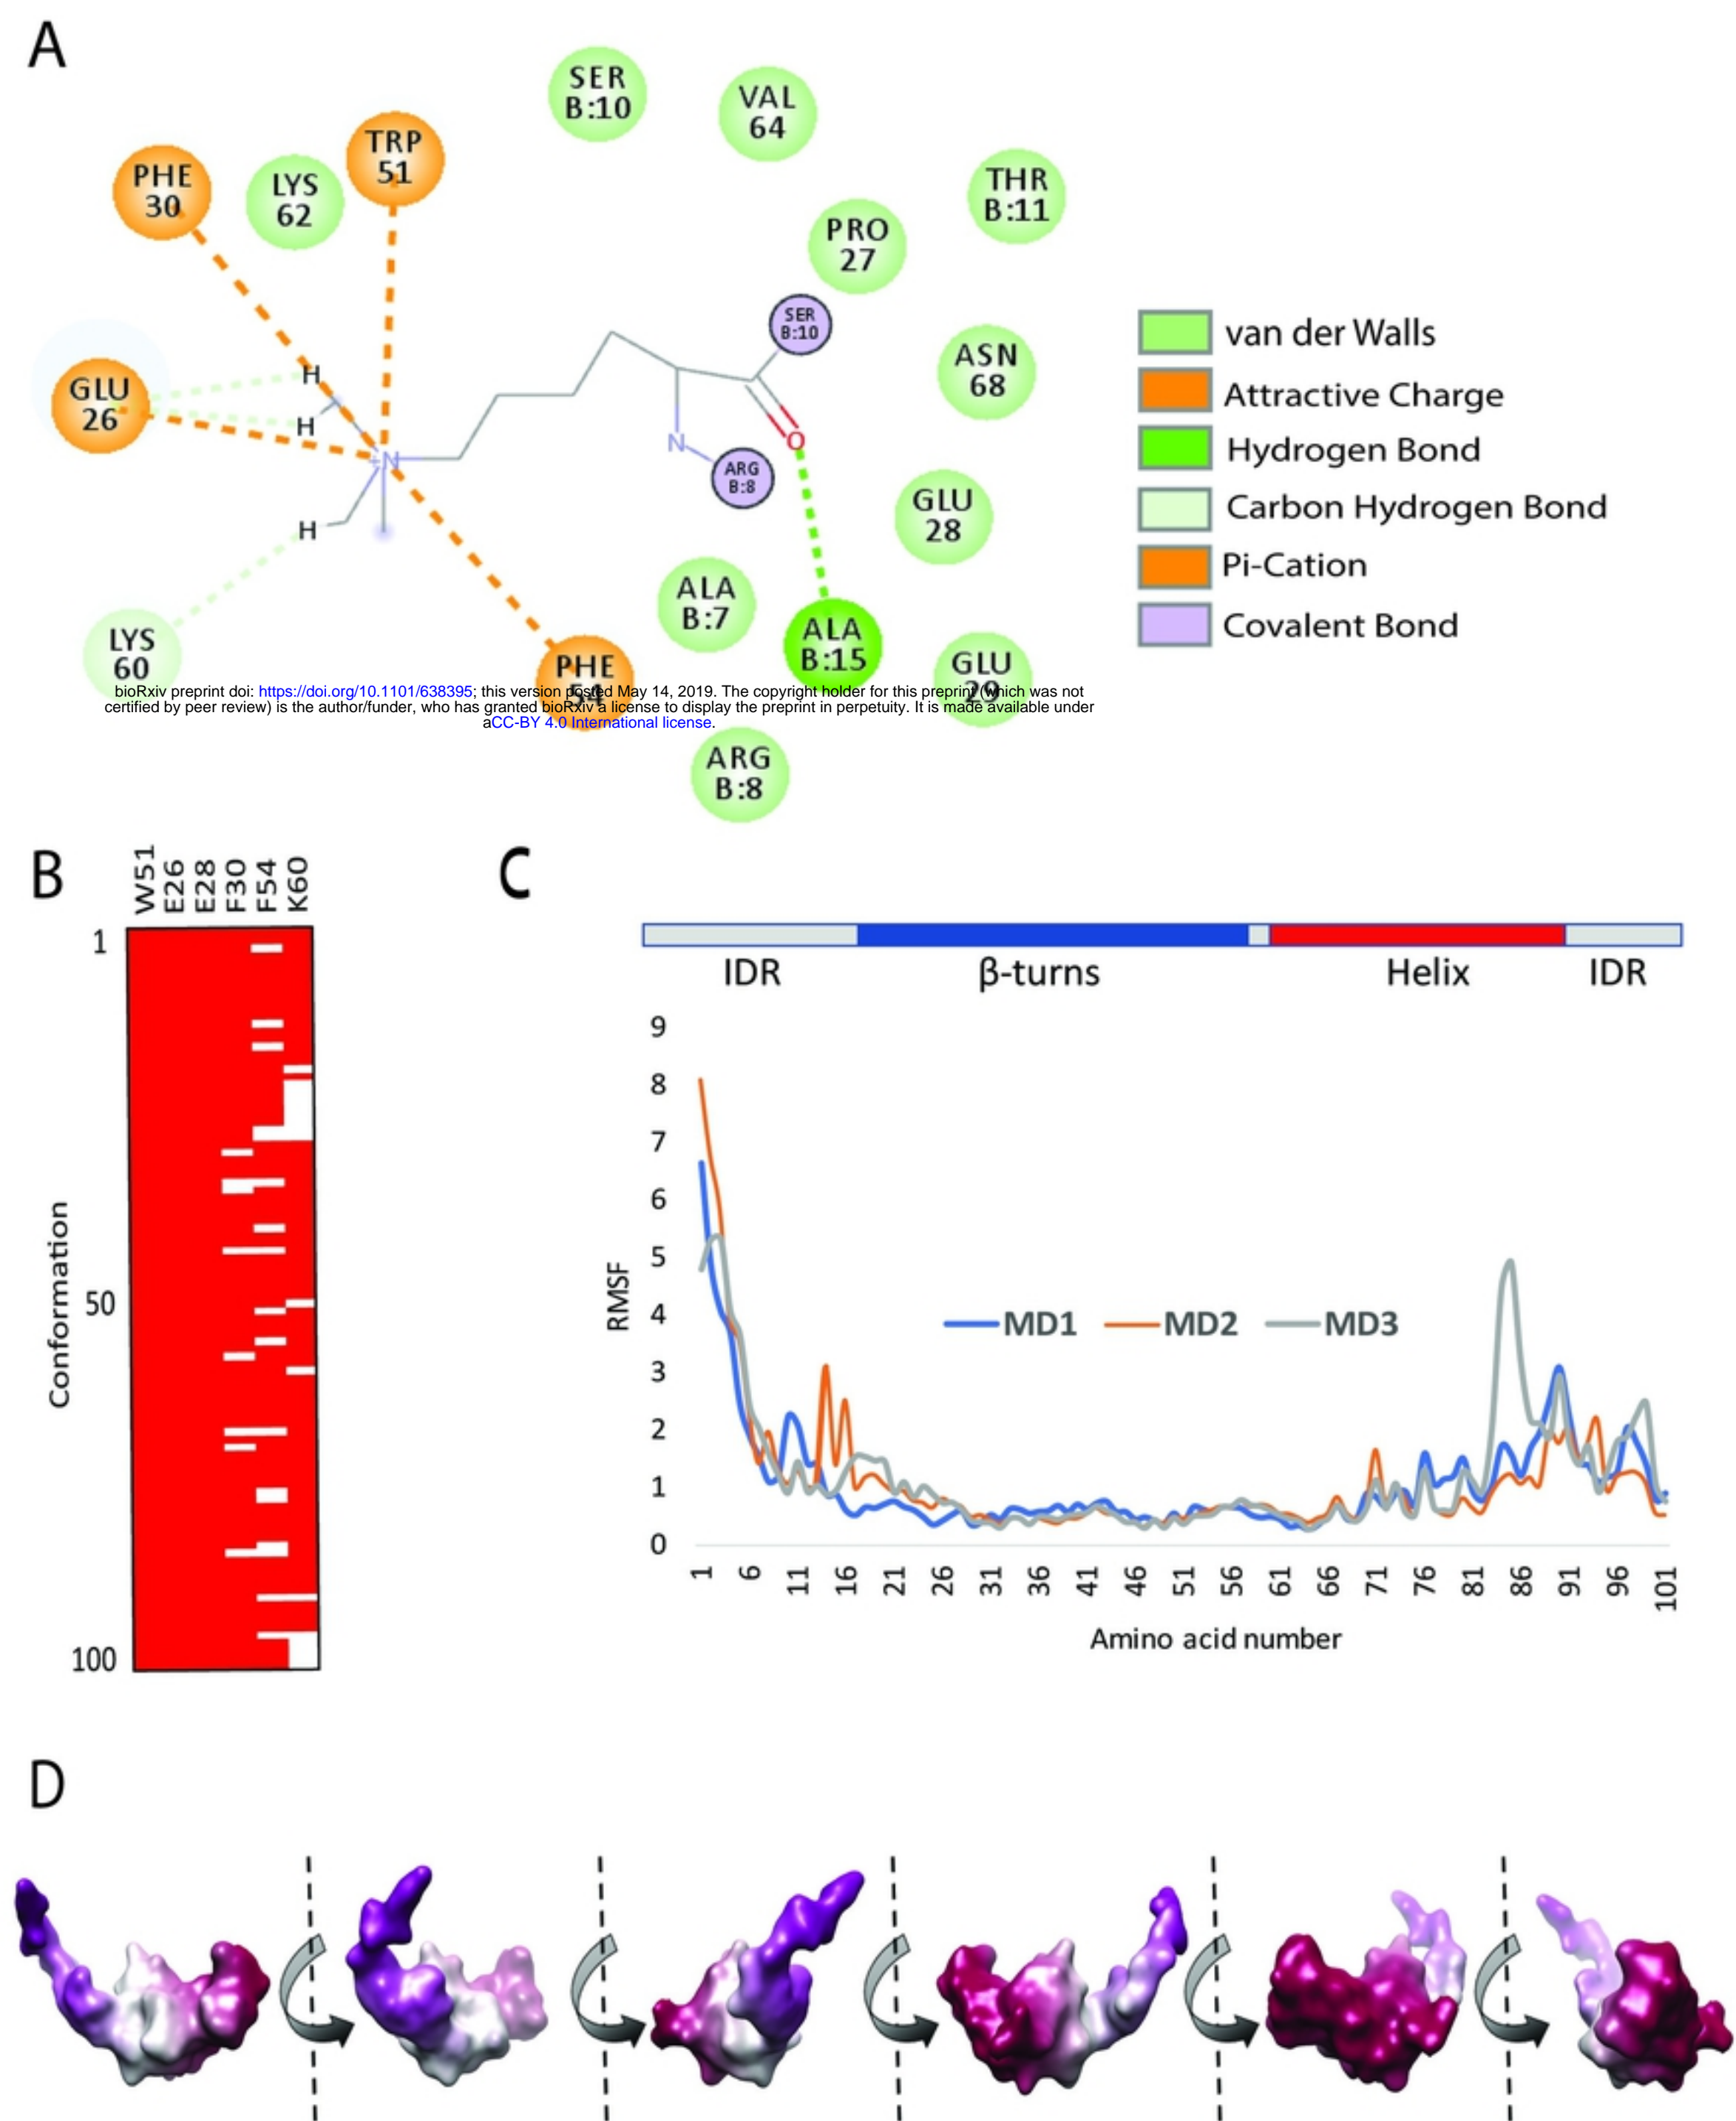 A
SER
B:10
VAL
64
TRP
51
PHE
30
LYS
62
THR
B:11
PRO
27
SER
B:10
van der Walls
ASN
68
Attractive Charge
GLU
26
H
H
Hydrogen Bond
+N
N
O
ARG
B:8
GLU
28
Carbon Hydrogen Bond
H
Pi-Cation
ALA
B:7
ALA
B:15
Covalent Bond
LYS
60
PHE
54
GLU
29
bioRxiv preprint doi: https://doi.org/10.1101/638395; this version posted May 14, 2019. The copyright holder for this preprint (which was not
certified by peer review) is the author/funder, who has granted bioRxiv a license to display the preprint in perpetuity. It is made available under
aCC-BY 4.0 International license.
ARG
B:8
B
W51 E26 E28 F30 F54 K60
1
50
100
Conformation
C
IDR β-turns Helix IDR
9
8
7
6
5
4
3
2
1
0
RMSF
MD1 MD2 MD3
1 6 11 16 21 26 31 36 41 46 51 56 61 66 71 76 81 86 91 96 101
Amino acid number
D